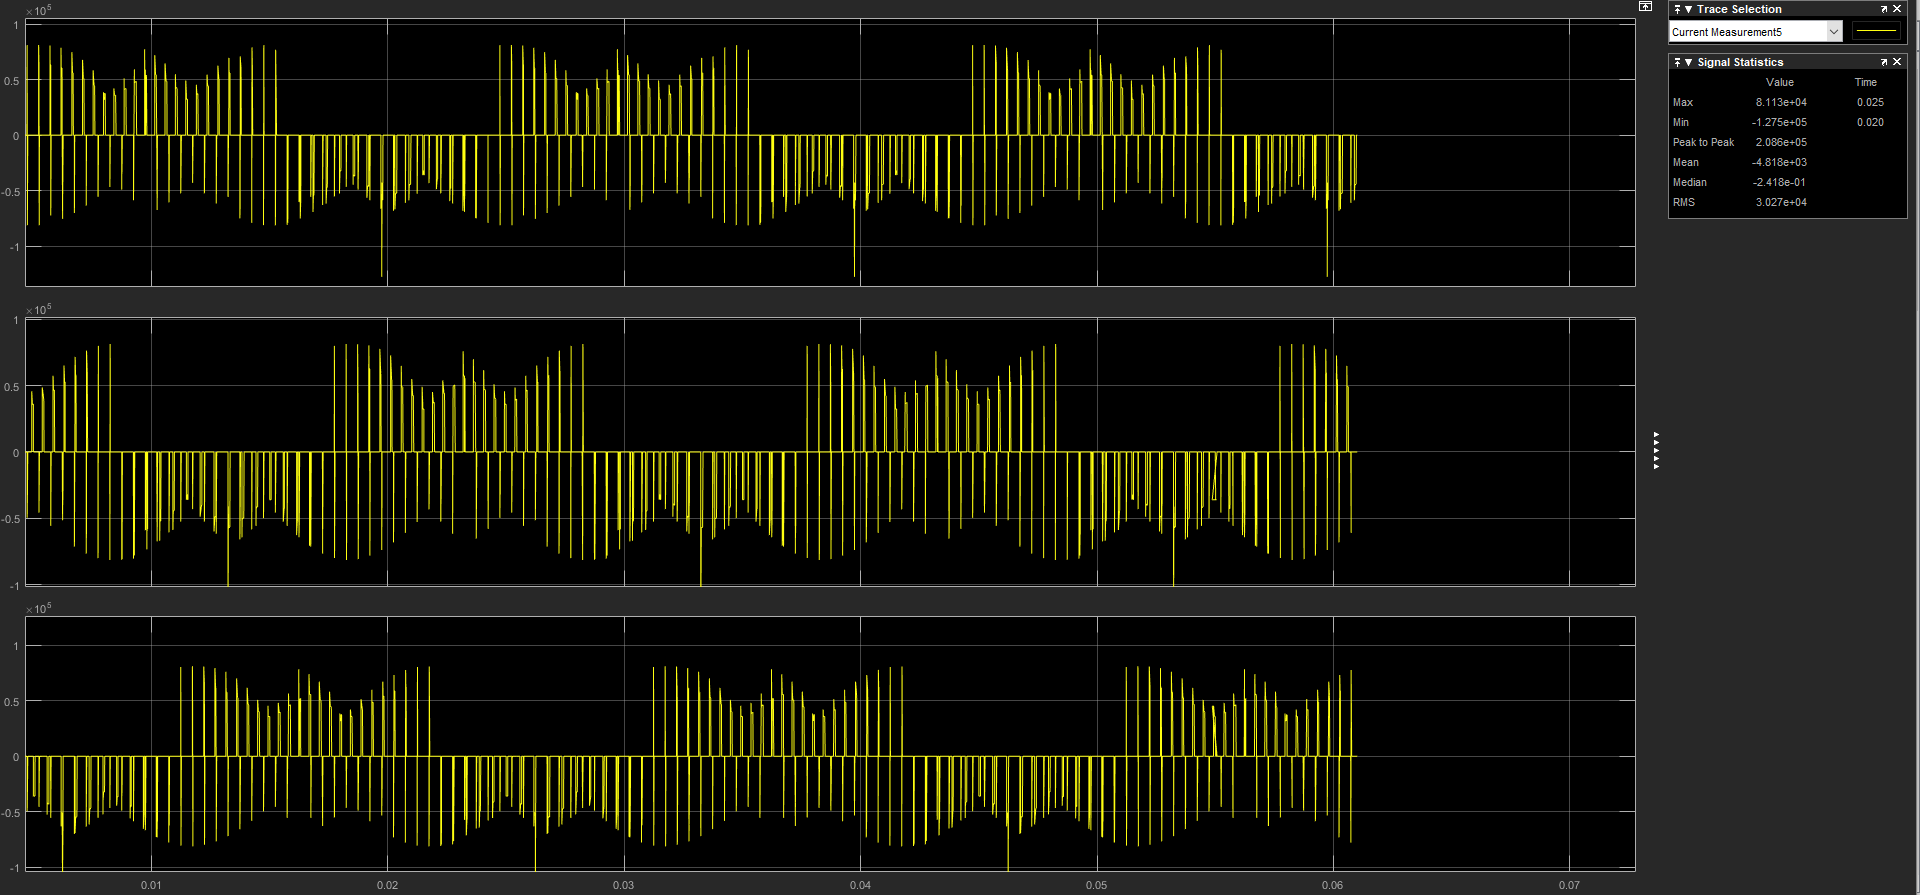 ×10⁵
1
0.5
0
-0.5
-1
×10⁵
1
0.5
0
-0.5
-1
×10⁵
1
0.5
0
-0.5
-1
0.01 0.02 0.03 0.04 0.05 0.06 0.07
Trace Selection
Current Measurement5
Signal Statistics
Value Time
Max 8.113e+04 0.025
Min -1.275e+05 0.020
Peak to Peak 2.086e+05
Mean -4.818e+03
Median -2.418e-01
RMS 3.027e+04